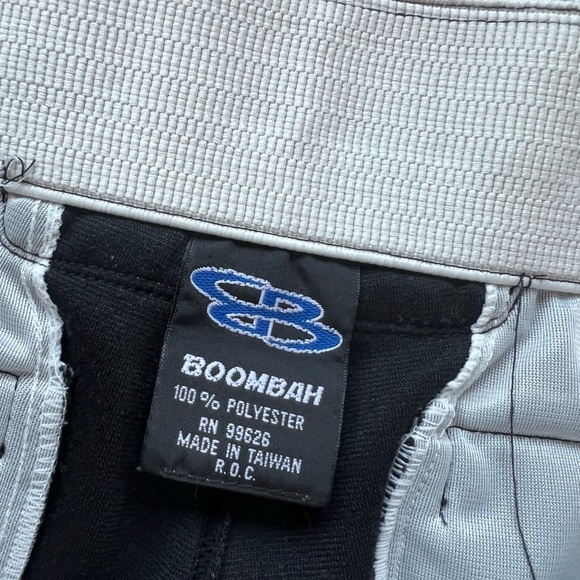 BOOMBAH
100% POLYESTER
RN 99626
MADE IN TAIWAN
R.O.C.